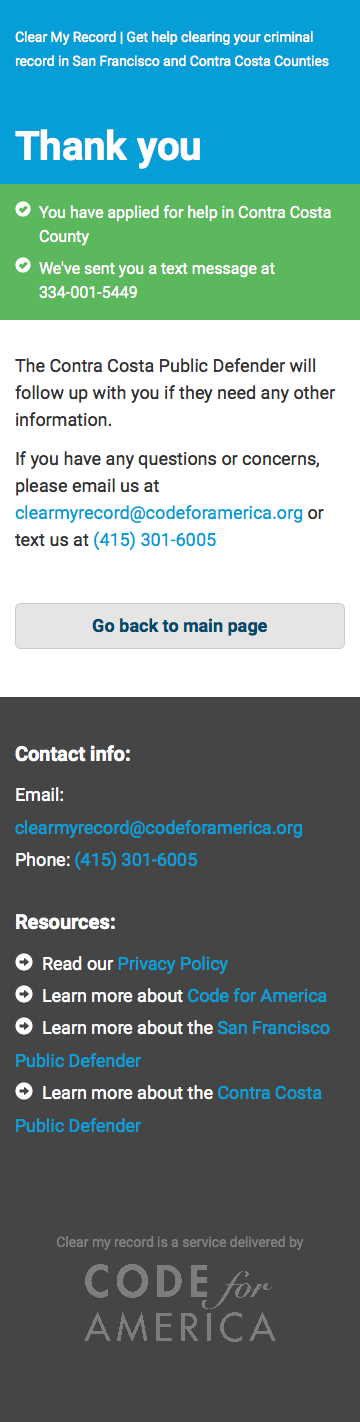 Clear My Record | Get help clearing your criminal
record in San Francisco and Contra Costa Counties
Thank you
You have applied for help in Contra Costa
County
We've sent you a text message at
334-001-5449
The Contra Costa Public Defender will
follow up with you if they need any other
information.
If you have any questions or concerns,
please email us at
clearmyrecord@codeforamerica.org or
text us at (415) 301-6005
Go back to main page
Contact info:
Email:
clearmyrecord@codeforamerica.org
Phone: (415) 301-6005
Resources:
Read our Privacy Policy
Learn more about Code for America
Learn more about the San Francisco
Public Defender
Learn more about the Contra Costa
Public Defender
Clear my record is a service delivered by
CODE for
AMERICA